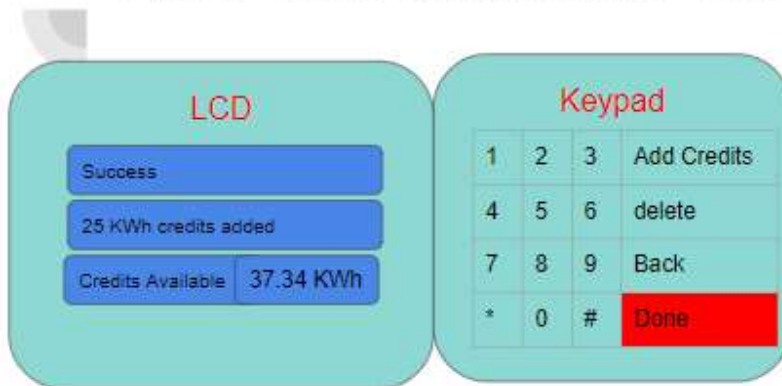 LCD
Success
25 KWh credits added
Credits Available 37.34 KWh
Keypad
1 2 3 Add Credits
4 5 6 delete
7 8 9 Back
* 0 # Done